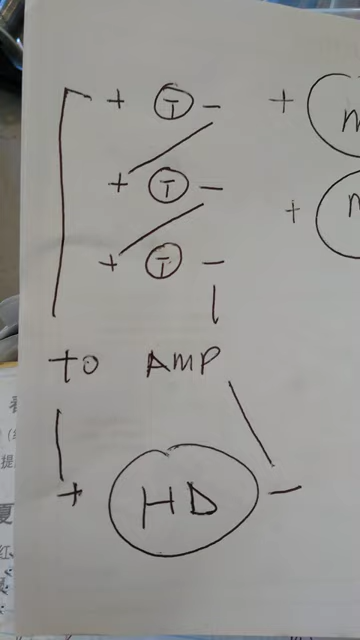 + T - + m
+ T - + m
+ T -
to AMP
+ HD -